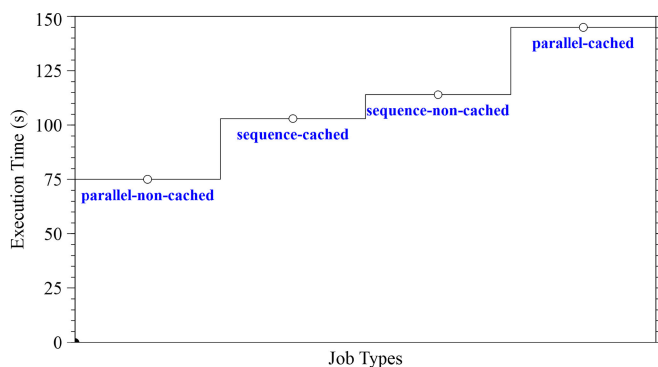 150
125
100
75
50
25
0
Execution Time (s)
parallel-cached
sequence-non-cached
sequence-cached
parallel-non-cached
Job Types